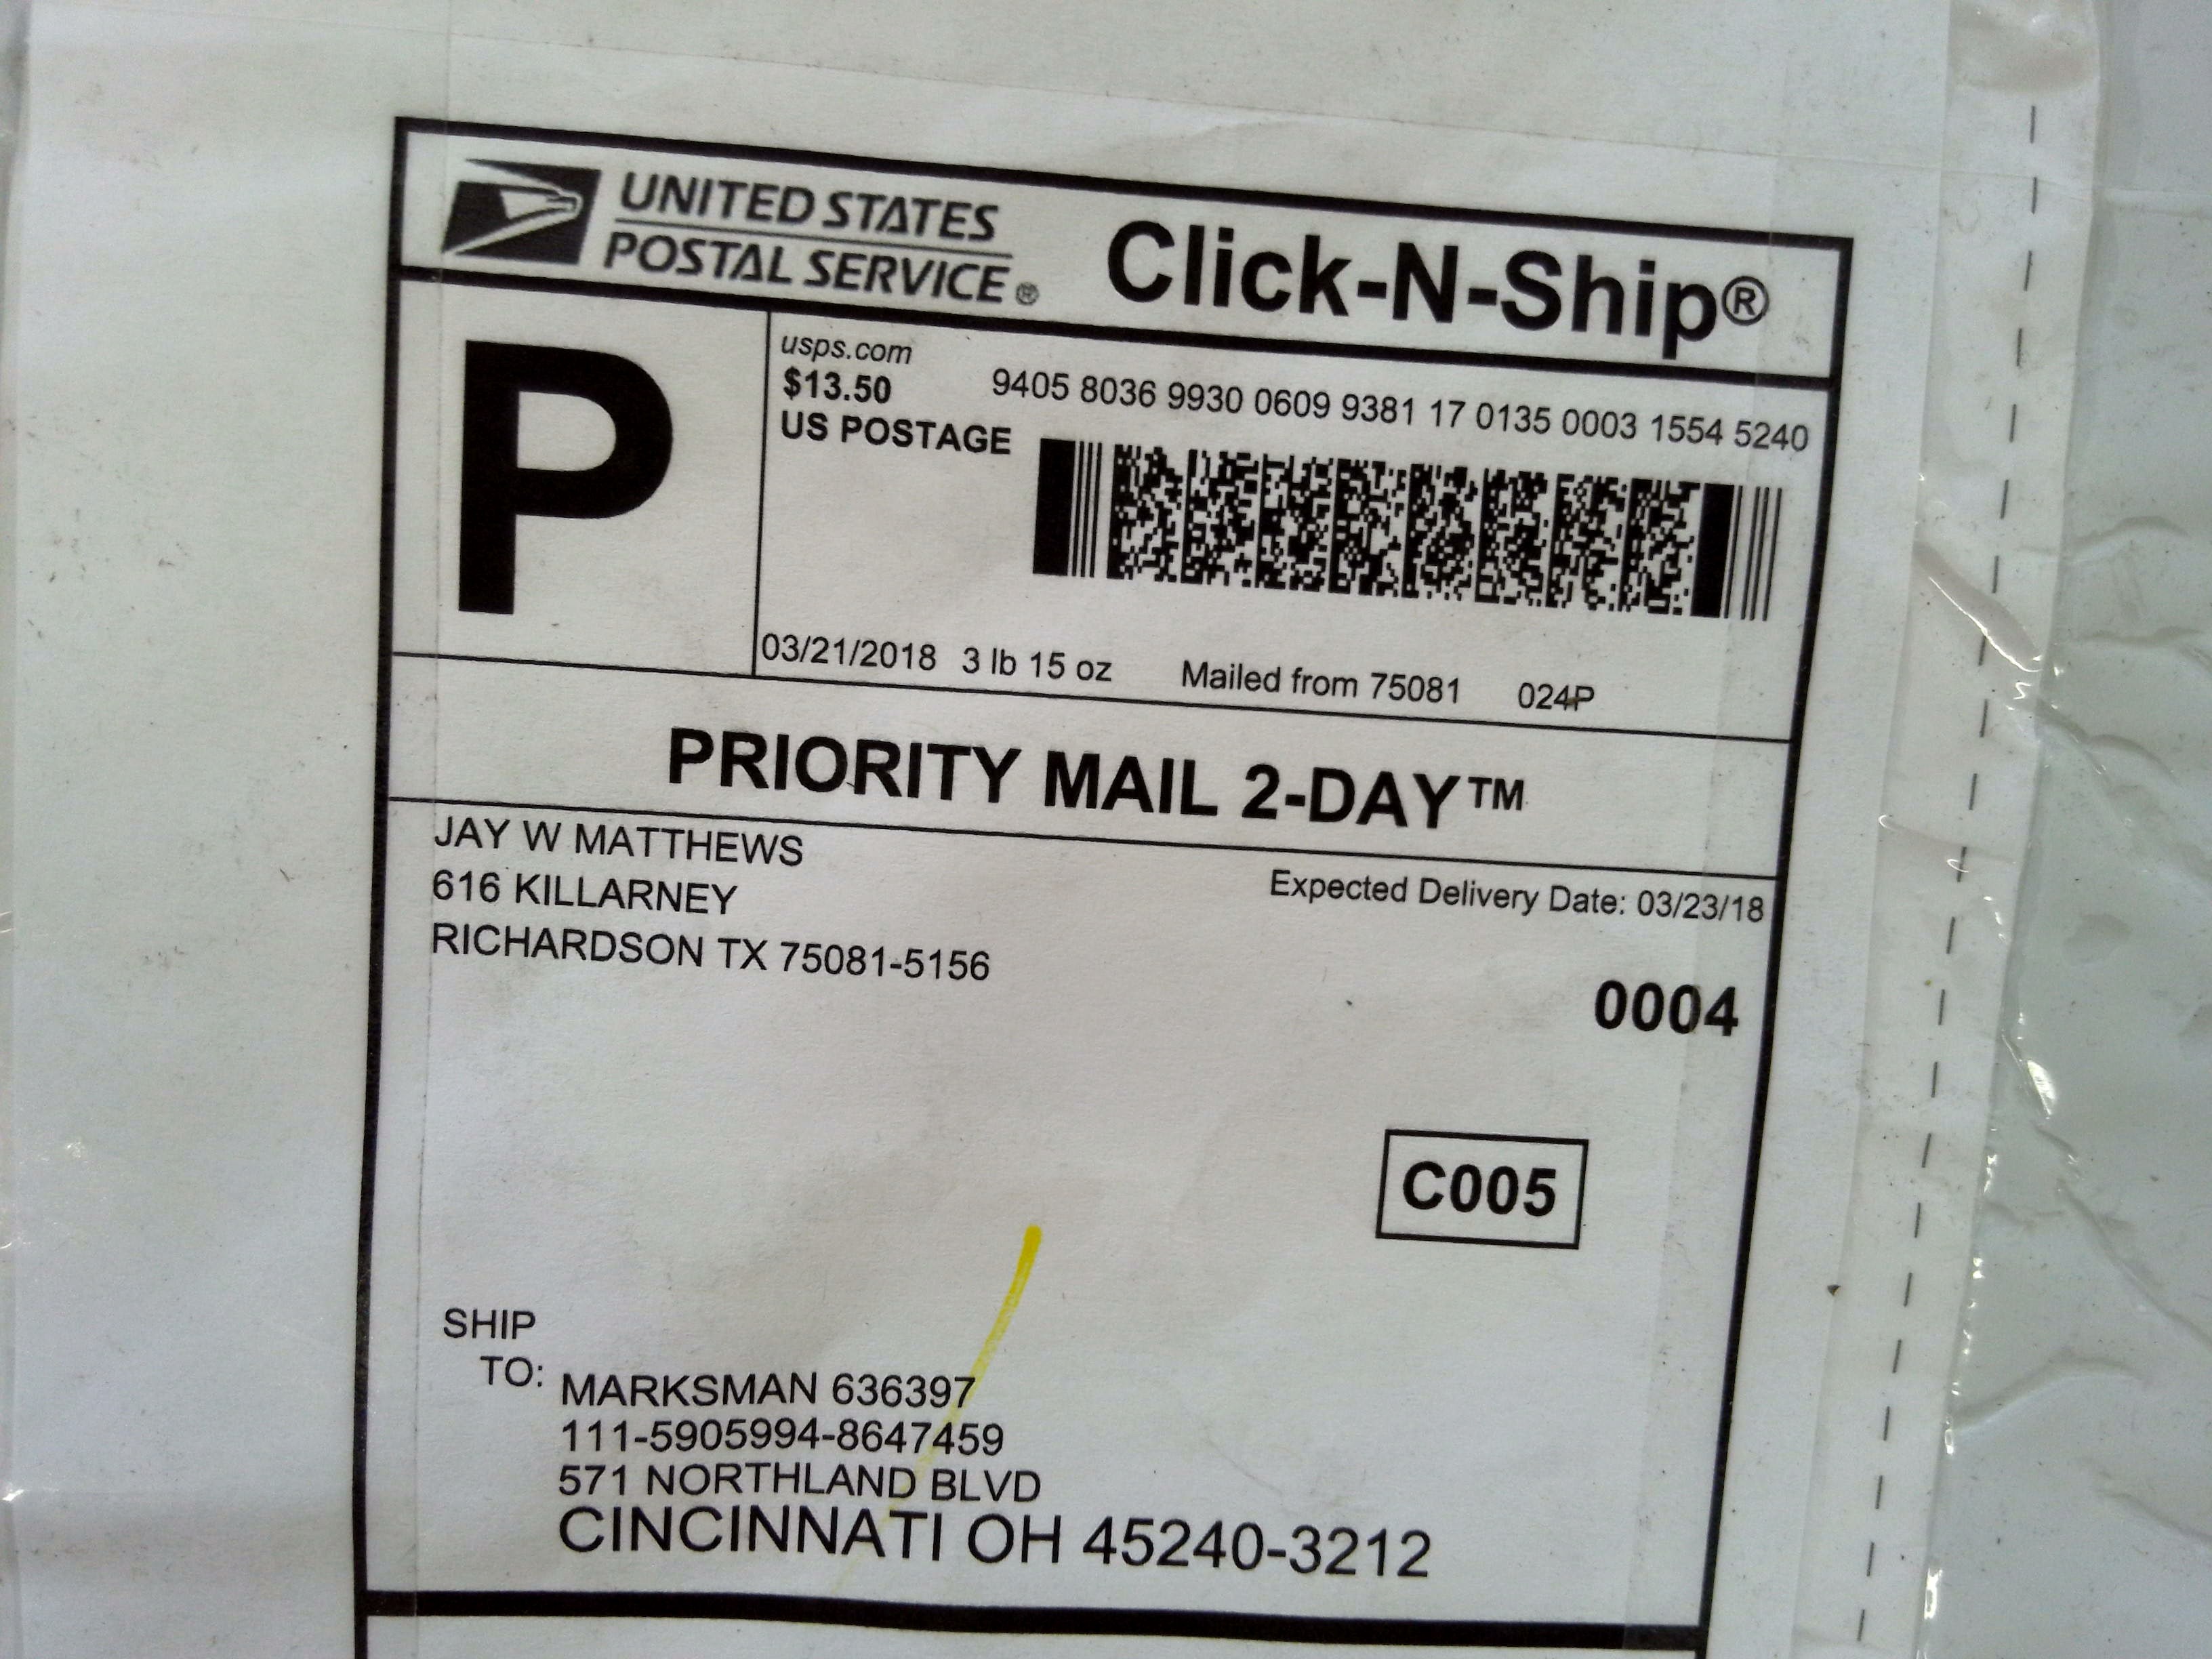 UNITED STATES
POSTAL SERVICE®
Click-N-Ship®
P
usps.com
$13.50
US POSTAGE
9405 8036 9930 0609 9381 17 0135 0003 1554 5240
03/21/2018 3 lb 15 oz Mailed from 75081 024P
PRIORITY MAIL 2-DAY™
JAY W MATTHEWS
616 KILLARNEY
RICHARDSON TX 75081-5156
Expected Delivery Date: 03/23/18
0004
C005
SHIP
TO:
MARKSMAN 636397
111-5905994-8647459
571 NORTHLAND BLVD
CINCINNATI OH 45240-3212